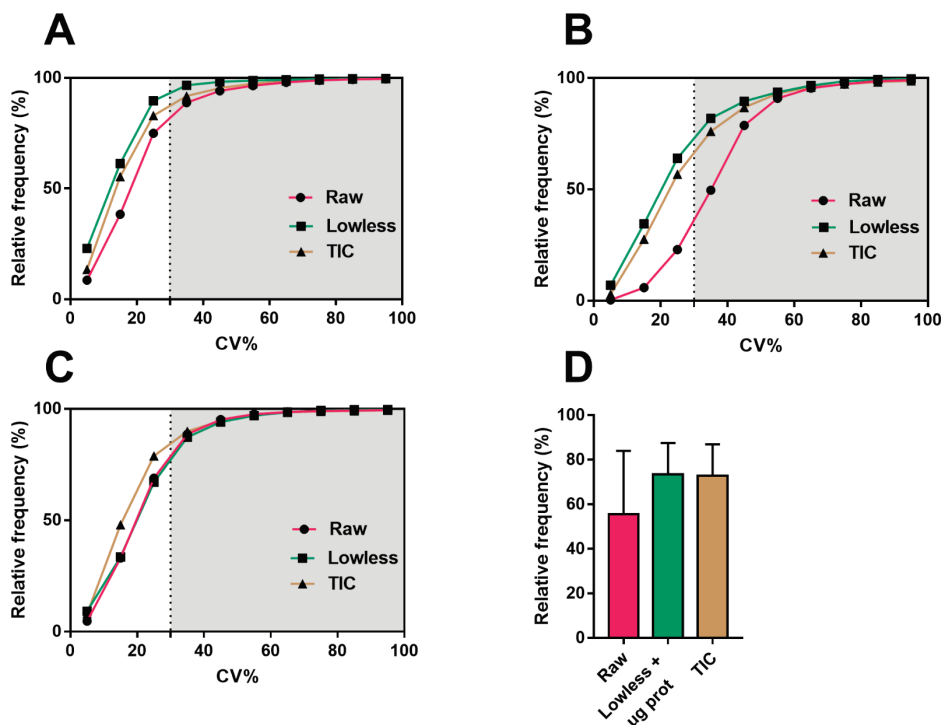 A
Relative frequency (%)
100
50
0
0 20 40 60 80 100
CV%
Raw
Lowless
TIC
B
Relative frequency (%)
100
50
0
0 20 40 60 80 100
CV%
Raw
Lowless
TIC
C
Relative frequency (%)
100
50
0
0 20 40 60 80 100
CV%
Raw
Lowless
TIC
D
Relative frequency (%)
100
80
60
40
20
0
Raw
Lowless +
ug prot
TIC